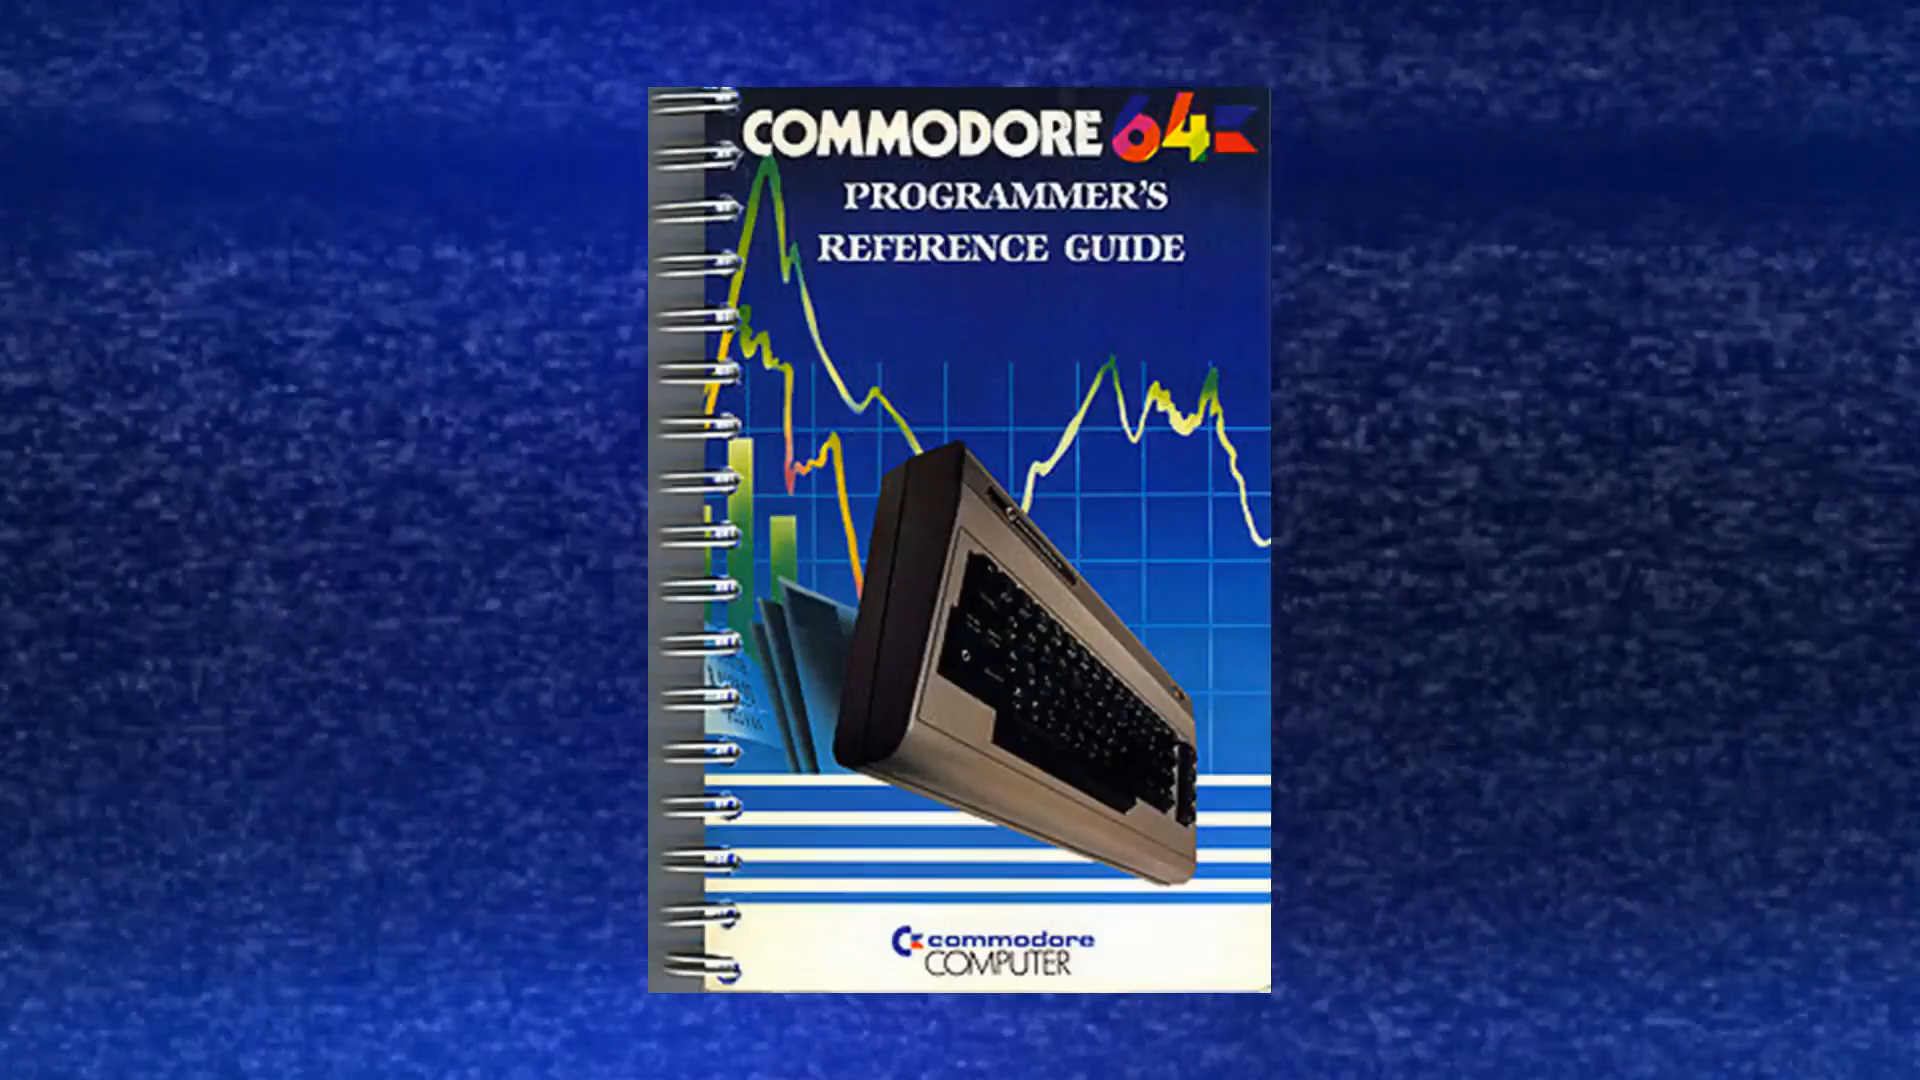 COMMODORE 64
PROGRAMMER'S
REFERENCE GUIDE
commodore
COMPUTER